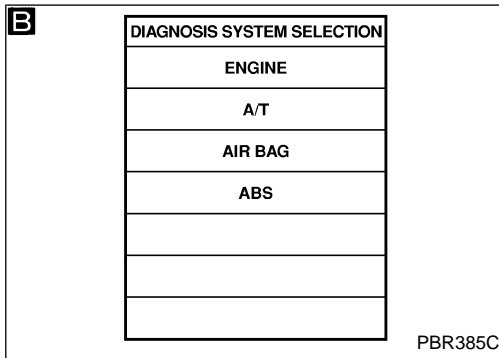 B
DIAGNOSIS SYSTEM SELECTION
ENGINE
A/T
AIR BAG
ABS
PBR385C